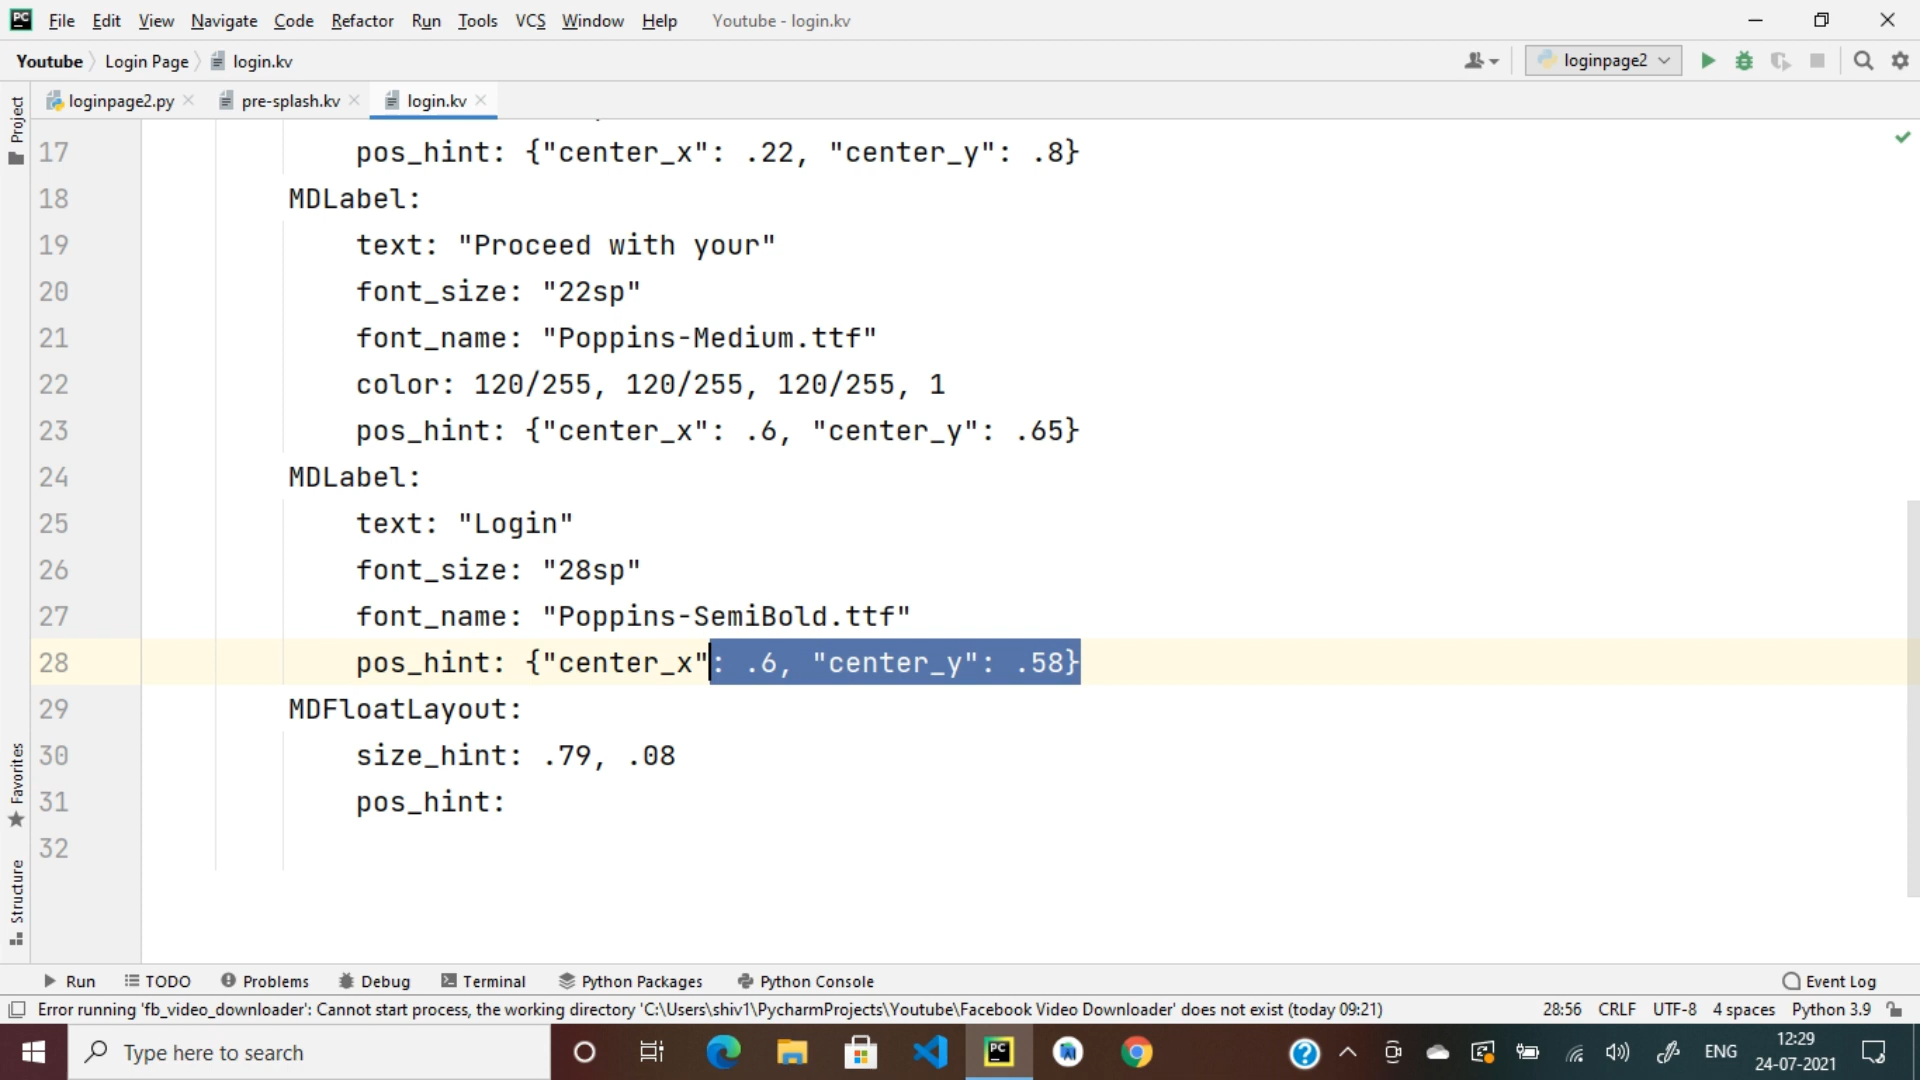 File Edit View Navigate Code Refactor Run Tools VCS Window Help Youtube - login.kv
Youtube Login Page login.kv loginpage2
loginpage2.py pre-splash.kv login.kv
Project
17 pos_hint: {"center_x": .22, "center_y": .8}
18 MDLabel:
19 text: "Proceed with your"
20 font_size: "22sp"
21 font_name: "Poppins-Medium.ttf"
22 color: 120/255, 120/255, 120/255, 1
23 pos_hint: {"center_x": .6, "center_y": .65}
24 MDLabel:
25 text: "Login"
26 font_size: "28sp"
27 font_name: "Poppins-SemiBold.ttf"
28 pos_hint: {"center_x": .6, "center_y": .58}
29 MDFloatLayout:
30 size_hint: .79, .08
31 pos_hint:
32
Favorites
Structure
Run TODO Problems Debug Terminal Python Packages Python Console Event Log
Error running 'fb_video_downloader': Cannot start process, the working directory 'C:\Users\shiv1\PycharmProjects\Youtube\Facebook Video Downloader' does not exist (today 09:21) 28:56 CRLF UTF-8 4 spaces Python 3.9
Type here to search ENG 12:29
24-07-2021